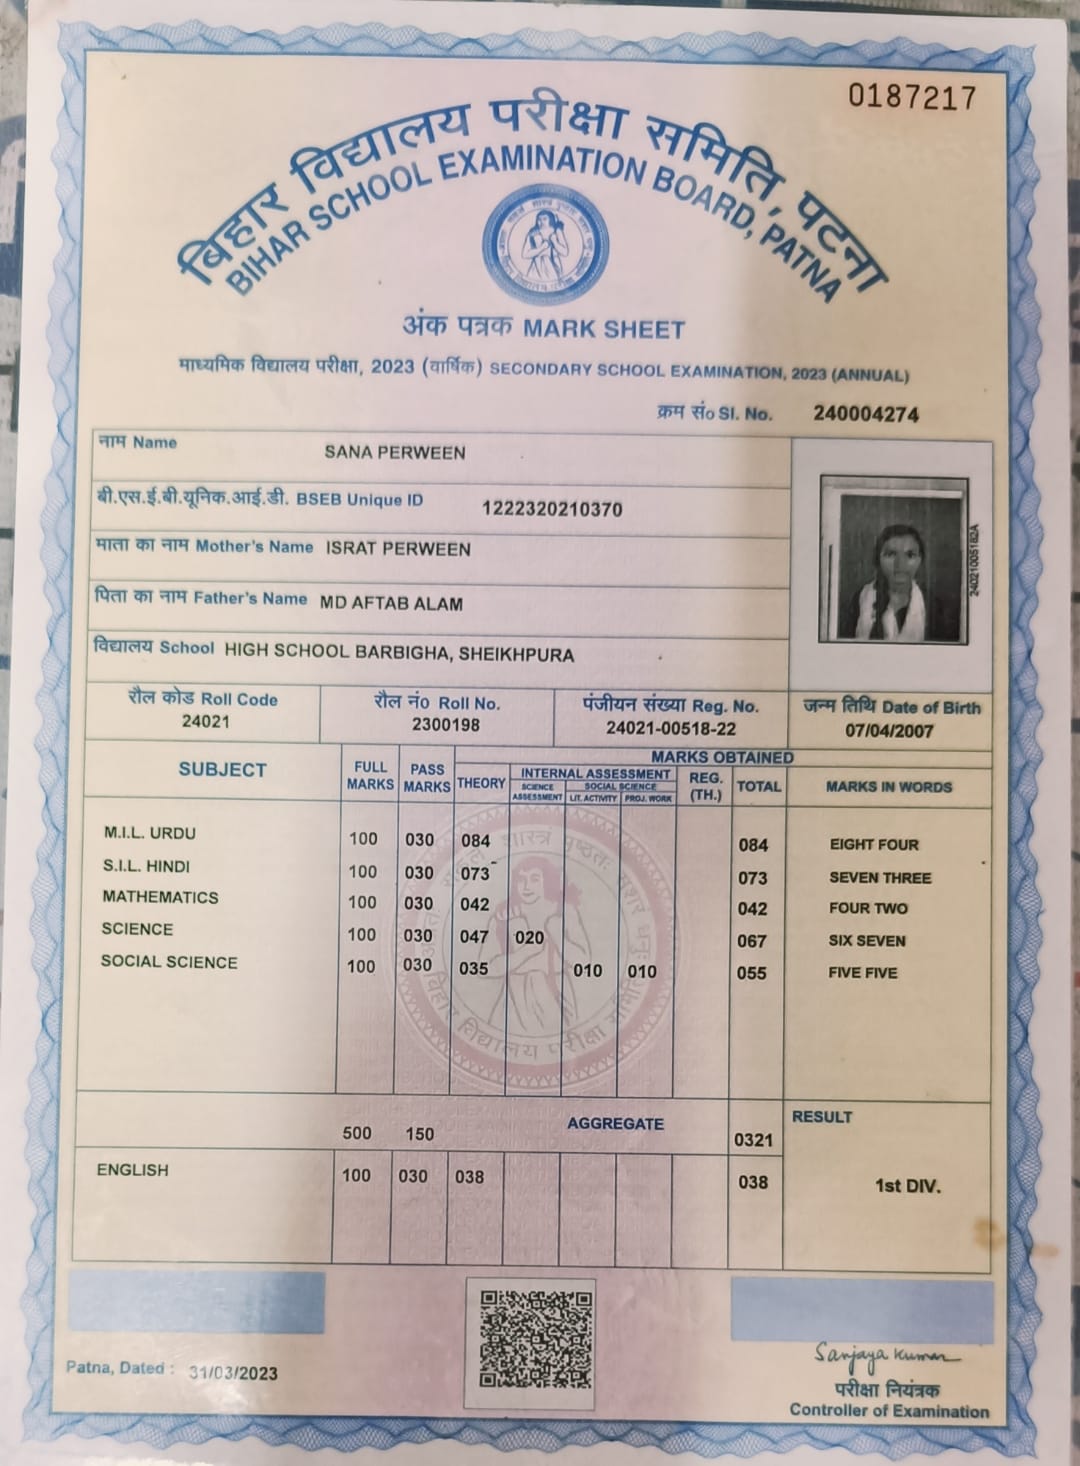 0187217
बिहार विद्यालय परीक्षा समिति, पटना
BIHAR SCHOOL EXAMINATION BOARD, PATNA
अंक पत्रक MARK SHEET
माध्यमिक विद्यालय परीक्षा, 2023 (वार्षिक) SECONDARY SCHOOL EXAMINATION, 2023 (ANNUAL)
क्रम सं० Sl. No. 240004274
नाम Name SANA PERWEEN
बी.एस.ई.बी.यूनिक.आई.डी. BSEB Unique ID 1222320210370
माता का नाम Mother's Name ISRAT PERWEEN
पिता का नाम Father's Name MD AFTAB ALAM
विद्यालय School HIGH SCHOOL BARBIGHA, SHEIKHPURA
24021005182A
रौल कोड Roll Code रौल नं० Roll No. पंजीयन संख्या Reg. No. जन्म तिथि Date of Birth
24021 2300198 24021-00518-22 07/04/2007
MARKS OBTAINED
SUBJECT FULL MARKS PASS MARKS THEORY INTERNAL ASSESSMENT REG. (TH.) TOTAL MARKS IN WORDS
SCIENCE ASSESSMENT SOCIAL SCIENCE LIT. ACTIVITY PROJ. WORK
M.I.L. URDU 100 030 084 084 EIGHT FOUR
S.I.L. HINDI 100 030 073 073 SEVEN THREE
MATHEMATICS 100 030 042 042 FOUR TWO
SCIENCE 100 030 047 020 067 SIX SEVEN
SOCIAL SCIENCE 100 030 035 010 010 055 FIVE FIVE
बिहार विद्यालय परीक्षा समिति
500 150 AGGREGATE 0321 RESULT
ENGLISH 100 030 038 038 1st DIV.
Patna, Dated : 31/03/2023
Sanjaya Kumar
परीक्षा नियंत्रक
Controller of Examination